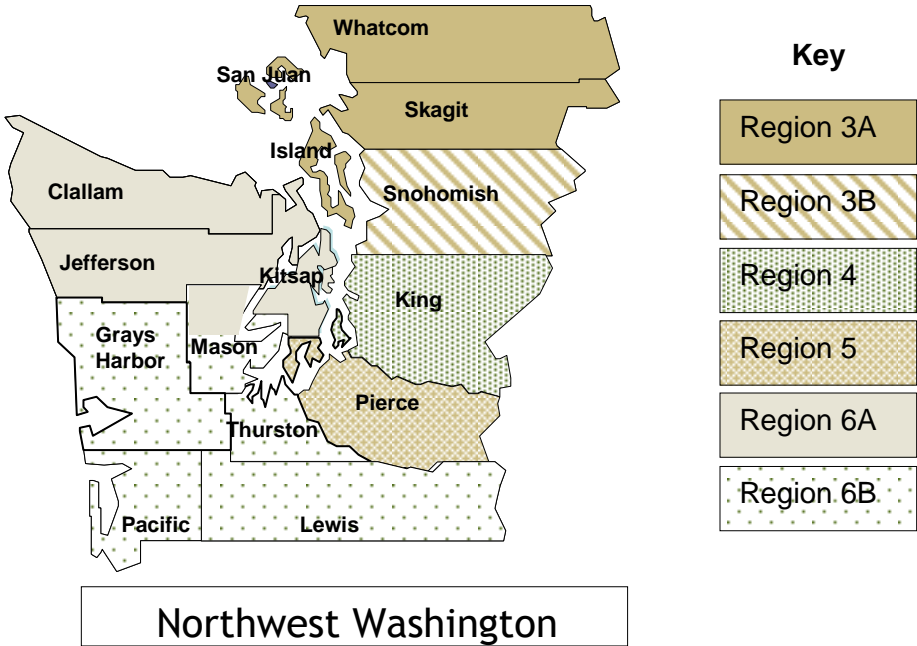 Whatcom
San Juan
Skagit
Island
Clallam
Snohomish
Jefferson
Kitsap
King
Grays
Harbor
Mason
Pierce
Thurston
Pacific
Lewis
Key
Region 3A
Region 3B
Region 4
Region 5
Region 6A
Region 6B
Northwest Washington